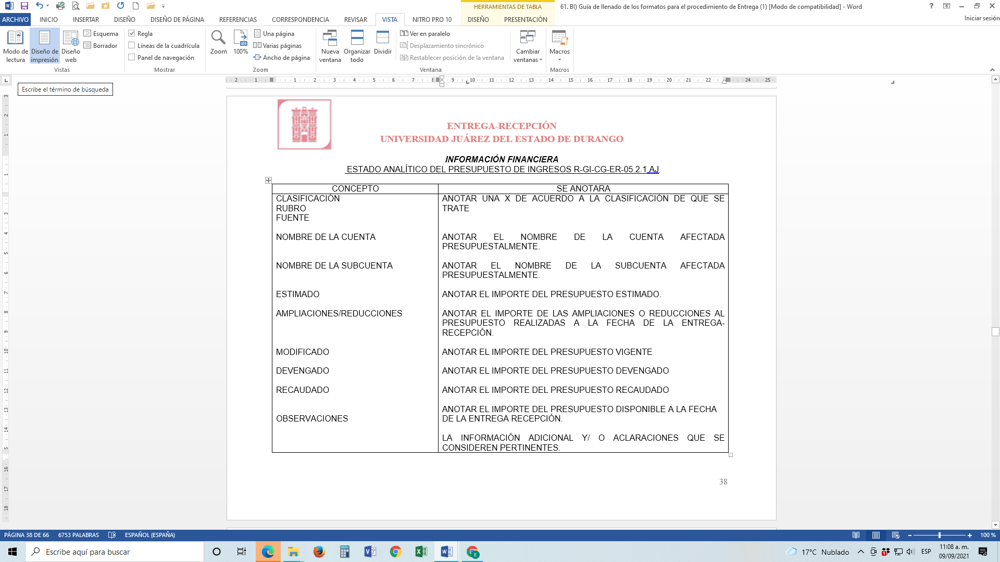 HERRAMIENTAS DE TABLA
61. BI) Guía de llenado de los formatos para el procedimiento de Entrega (1) [Modo de compatibilidad] - Word
ARCHIVO INICIO INSERTAR DISEÑO DISEÑO DE PÁGINA REFERENCIAS CORRESPONDENCIA REVISAR VISTA NITRO PRO 10 DISEÑO PRESENTACIÓN
Iniciar sesión
Modo de lectura
Diseño de impresión
Diseño web
Esquema
Borrador
Vistas
Regla
Líneas de la cuadrícula
Panel de navegación
Mostrar
Zoom
100%
Una página
Varias páginas
Ancho de página
Zoom
Nueva ventana
Organizar todo
Dividir
Ver en paralelo
Desplazamiento sincrónico
Restablecer posición de la ventana
Cambiar ventanas
Ventana
Macros
Macros
Escribe el término de búsqueda
ENTREGA-RECEPCIÓN
UNIVERSIDAD JUÁREZ DEL ESTADO DE DURANGO
INFORMACIÓN FINANCIERA
ESTADO ANALÍTICO DEL PRESUPUESTO DE INGRESOS R-GI-CG-ER-05.2.1.AJ
CONCEPTO SE ANOTARA
CLASIFICACIÓN
RUBRO
FUENTE
ANOTAR UNA X DE ACUERDO A LA CLASIFICACIÓN DE QUE SE
TRATE
NOMBRE DE LA CUENTA
ANOTAR EL NOMBRE DE LA CUENTA AFECTADA
PRESUPUESTALMENTE.
NOMBRE DE LA SUBCUENTA
ANOTAR EL NOMBRE DE LA SUBCUENTA AFECTADA
PRESUPUESTALMENTE.
ESTIMADO
ANOTAR EL IMPORTE DEL PRESUPUESTO ESTIMADO.
AMPLIACIONES/REDUCCIONES
ANOTAR EL IMPORTE DE LAS AMPLIACIONES O REDUCCIONES AL
PRESUPUESTO REALIZADAS A LA FECHA DE LA ENTREGA-
RECEPCIÓN.
MODIFICADO
ANOTAR EL IMPORTE DEL PRESUPUESTO VIGENTE
DEVENGADO
ANOTAR EL IMPORTE DEL PRESUPUESTO DEVENGADO
RECAUDADO
ANOTAR EL IMPORTE DEL PRESUPUESTO RECAUDADO
ANOTAR EL IMPORTE DEL PRESUPUESTO DISPONIBLE A LA FECHA
DE LA ENTREGA RECEPCIÓN.
OBSERVACIONES
LA INFORMACIÓN ADICIONAL Y/ O ACLARACIONES QUE SE
CONSIDEREN PERTINENTES.
38
PÁGINA 38 DE 66 6753 PALABRAS ESPAÑOL (ESPAÑA)
100 %
Escribe aquí para buscar
17°C Nublado
ESP
11:08 a. m.
09/09/2021